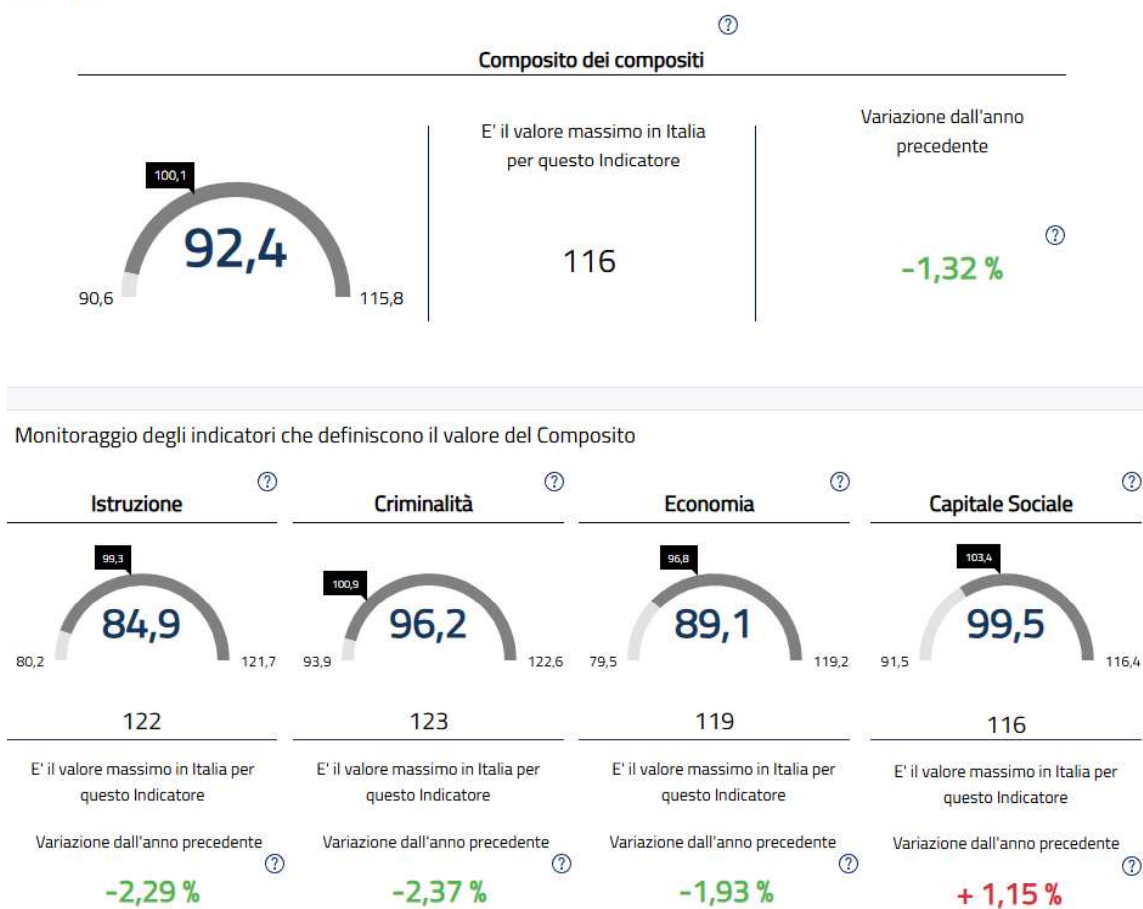 Composito dei compositi
E' il valore massimo in Italia
per questo Indicatore
Variazione dall'anno
precedente
100,1
92,4
90,6
115,8
116
-1,32 %
Monitoraggio degli indicatori che definiscono il valore del Composito
Istruzione
99,3
84,9
80,2
121,7
122
E' il valore massimo in Italia per
questo Indicatore
Variazione dall'anno precedente
-2,29 %
Criminalità
100,9
96,2
93,9
122,6
123
E' il valore massimo in Italia per
questo Indicatore
Variazione dall'anno precedente
-2,37 %
Economia
96,8
89,1
79,5
119,2
119
E' il valore massimo in Italia per
questo Indicatore
Variazione dall'anno precedente
-1,93 %
Capitale Sociale
103,4
99,5
91,5
116,4
116
E' il valore massimo in Italia per
questo Indicatore
Variazione dall'anno precedente
+ 1,15 %